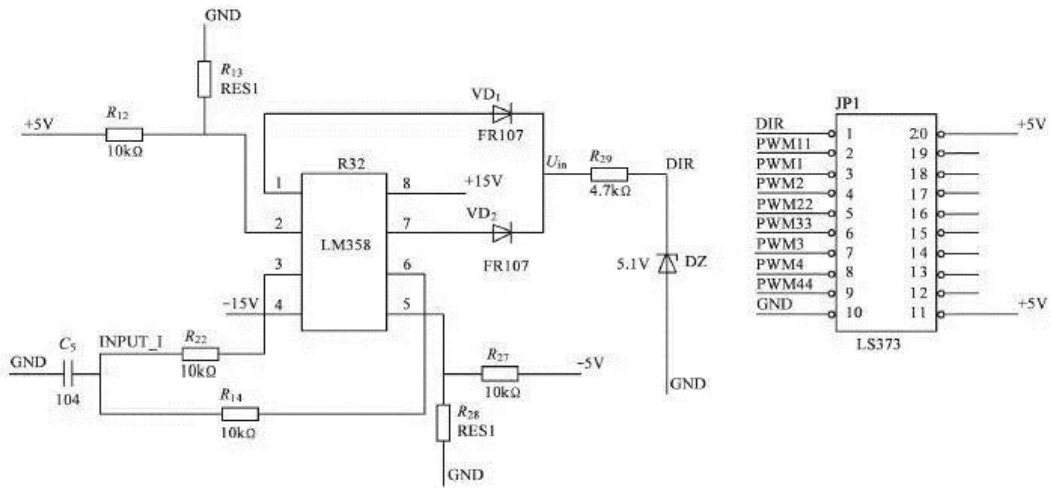 GND
R13
RES1
+5V
R12
10kΩ
VD1
FR107
R32
1
8
+15V
2
7
LM358
3
6
-15V
4
5
VD2
FR107
Uin
R29
4.7kΩ
DIR
5.1V
DZ
GND
GND
C5
104
INPUT_I
R22
10kΩ
R14
10kΩ
R27
10kΩ
-5V
R28
RES1
GND
JP1
DIR 1 20 +5V
PWM11 2 19
PWM1 3 18
PWM2 4 17
PWM22 5 16
PWM33 6 15
PWM3 7 14
PWM4 8 13
PWM44 9 12
GND 10 11 +5V
LS373